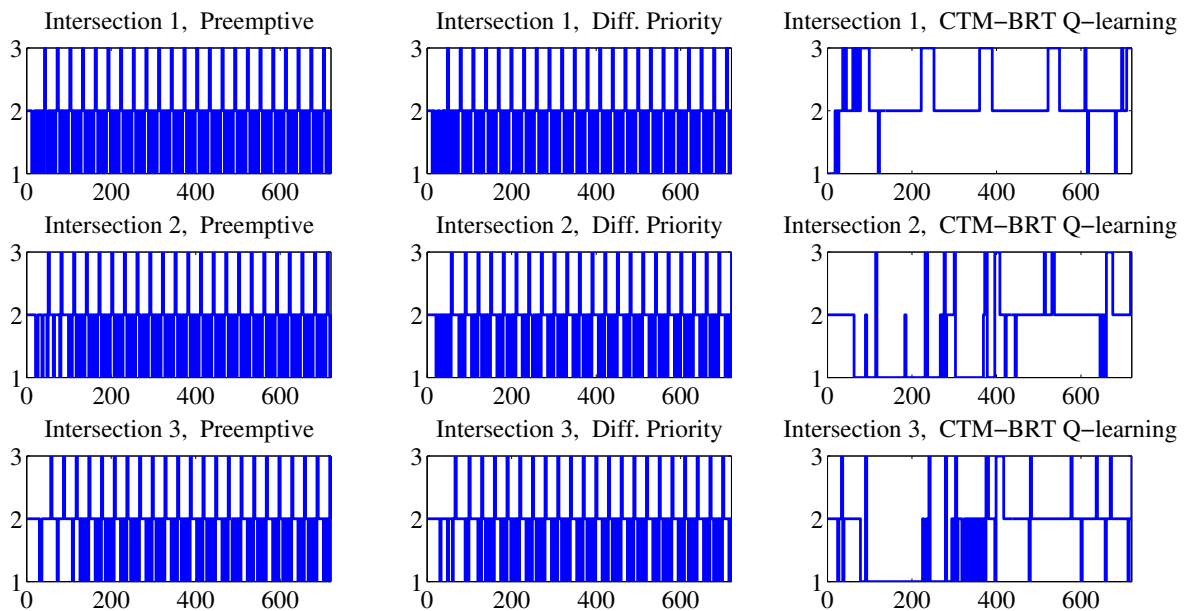 Intersection 1, Preemptive
Intersection 1, Diff. Priority
Intersection 1, CTM−BRT Q−learning
3
2
1
0 200 400 600
3
2
1
0 200 400 600
3
2
1
0 200 400 600
Intersection 2, Preemptive
Intersection 2, Diff. Priority
Intersection 2, CTM−BRT Q−learning
3
2
1
0 200 400 600
3
2
1
0 200 400 600
3
2
1
0 200 400 600
Intersection 3, Preemptive
Intersection 3, Diff. Priority
Intersection 3, CTM−BRT Q−learning
3
2
1
0 200 400 600
3
2
1
0 200 400 600
3
2
1
0 200 400 600